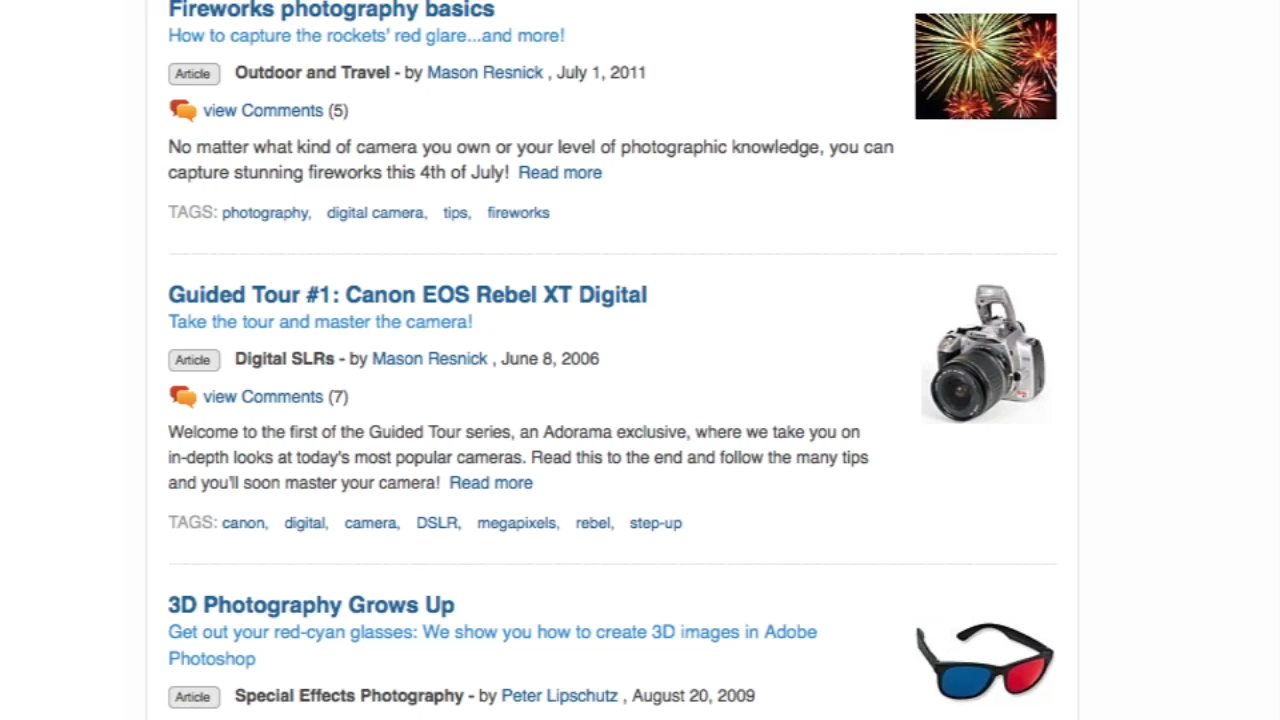 Fireworks photography basics
How to capture the rockets' red glare...and more!
Article Outdoor and Travel - by Mason Resnick , July 1, 2011
view Comments (5)
No matter what kind of camera you own or your level of photographic knowledge, you can
capture stunning fireworks this 4th of July! Read more
TAGS: photography, digital camera, tips, fireworks
Guided Tour #1: Canon EOS Rebel XT Digital
Take the tour and master the camera!
Article Digital SLRs - by Mason Resnick , June 8, 2006
view Comments (7)
Welcome to the first of the Guided Tour series, an Adorama exclusive, where we take you on
in-depth looks at today's most popular cameras. Read this to the end and follow the many tips
and you'll soon master your camera! Read more
TAGS: canon, digital, camera, DSLR, megapixels, rebel, step-up
3D Photography Grows Up
Get out your red-cyan glasses: We show you how to create 3D images in Adobe
Photoshop
Article Special Effects Photography - by Peter Lipschutz , August 20, 2009